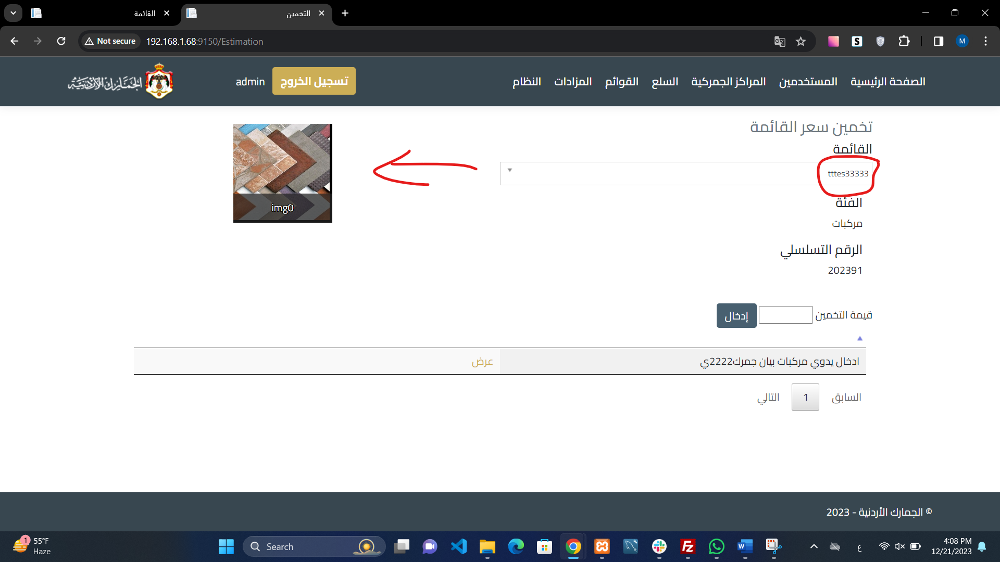 القائمة
التخمين
Not secure
192.168.1.68:9150/Estimation
M
الصفحة الرئيسية
المستخدمين
المراكز الجمركية
السلع
القوائم
المزادات
النظام
تسجيل الخروج
admin
الجمارك الأردنية
تخمين سعر القائمة
القائمة
tttes33333
img0
الفئة
مركبات
الرقم التسلسلي
202391
قيمة التخمين
إدخال
ادخال يدوي مركبات بيان جمرك2222ي
عرض
السابق
1
التالي
© الجمارك الأردنية - 2023
1
55°F
Haze
Search
ع
4:08 PM
12/21/2023